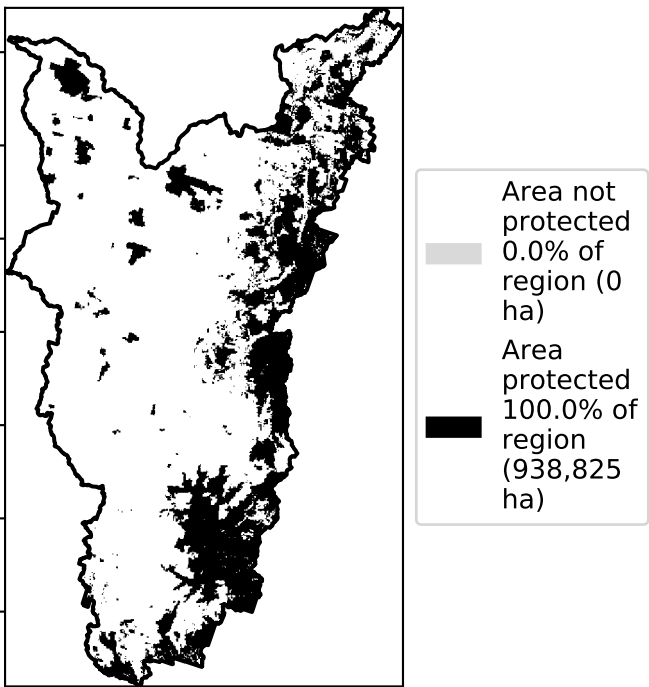 Area not
protected
0.0% of
region (0
ha)
Area
protected
100.0% of
region
(938,825
ha)